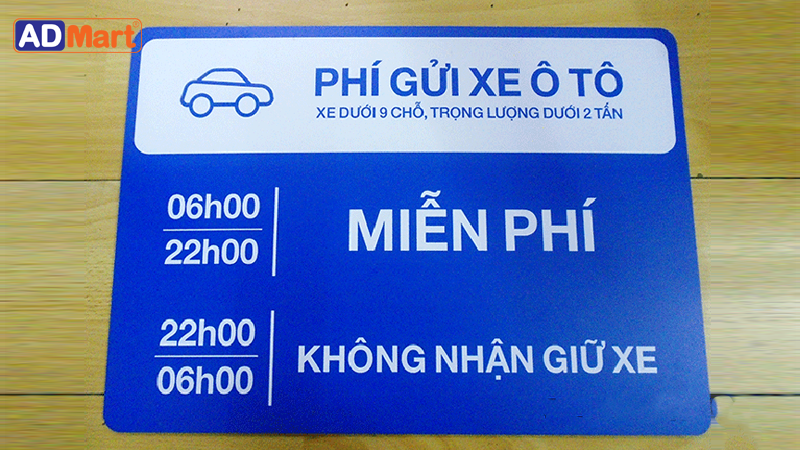 ADMart
PHÍ GỬI XE Ô TÔ
XE DƯỚI 9 CHỖ, TRỌNG LƯỢNG DƯỚI 2 TẤN
06h00
22h00
MIỄN PHÍ
22h00
06h00
KHÔNG NHẬN GIỮ XE